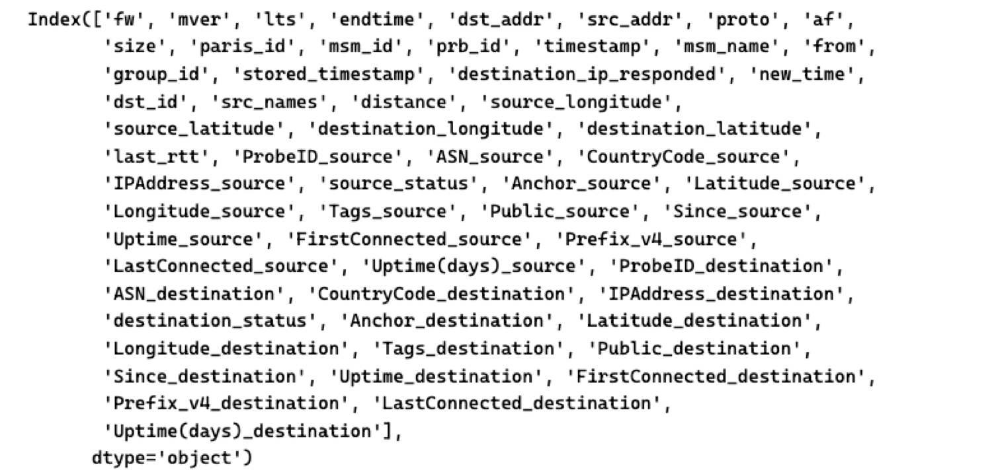 Index(['fw', 'mver', 'lts', 'endtime', 'dst_addr', 'src_addr', 'proto', 'af',
'size', 'paris_id', 'msm_id', 'prb_id', 'timestamp', 'msm_name', 'from',
'group_id', 'stored_timestamp', 'destination_ip_responded', 'new_time',
'dst_id', 'src_names', 'distance', 'source_longitude',
'source_latitude', 'destination_longitude', 'destination_latitude',
'last_rtt', 'ProbeID_source', 'ASN_source', 'CountryCode_source',
'IPAddress_source', 'source_status', 'Anchor_source', 'Latitude_source',
'Longitude_source', 'Tags_source', 'Public_source', 'Since_source',
'Uptime_source', 'FirstConnected_source', 'Prefix_v4_source',
'LastConnected_source', 'Uptime(days)_source', 'ProbeID_destination',
'ASN_destination', 'CountryCode_destination', 'IPAddress_destination',
'destination_status', 'Anchor_destination', 'Latitude_destination',
'Longitude_destination', 'Tags_destination', 'Public_destination',
'Since_destination', 'Uptime_destination', 'FirstConnected_destination',
'Prefix_v4_destination', 'LastConnected_destination',
'Uptime(days)_destination'],
dtype='object')